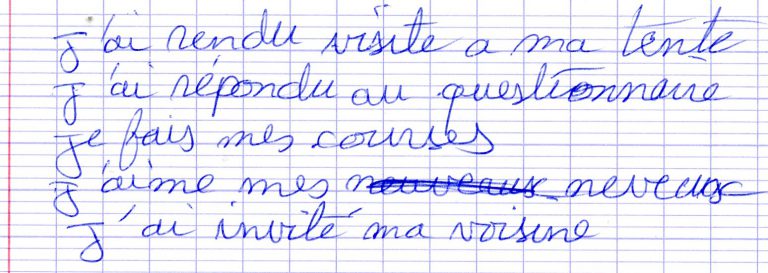 J'ai rendu visite a ma tente
J'ai répondu au questionnaire
Je fais mes courses
J'aime mes nouveaux neveux
J'ai invité ma voisine